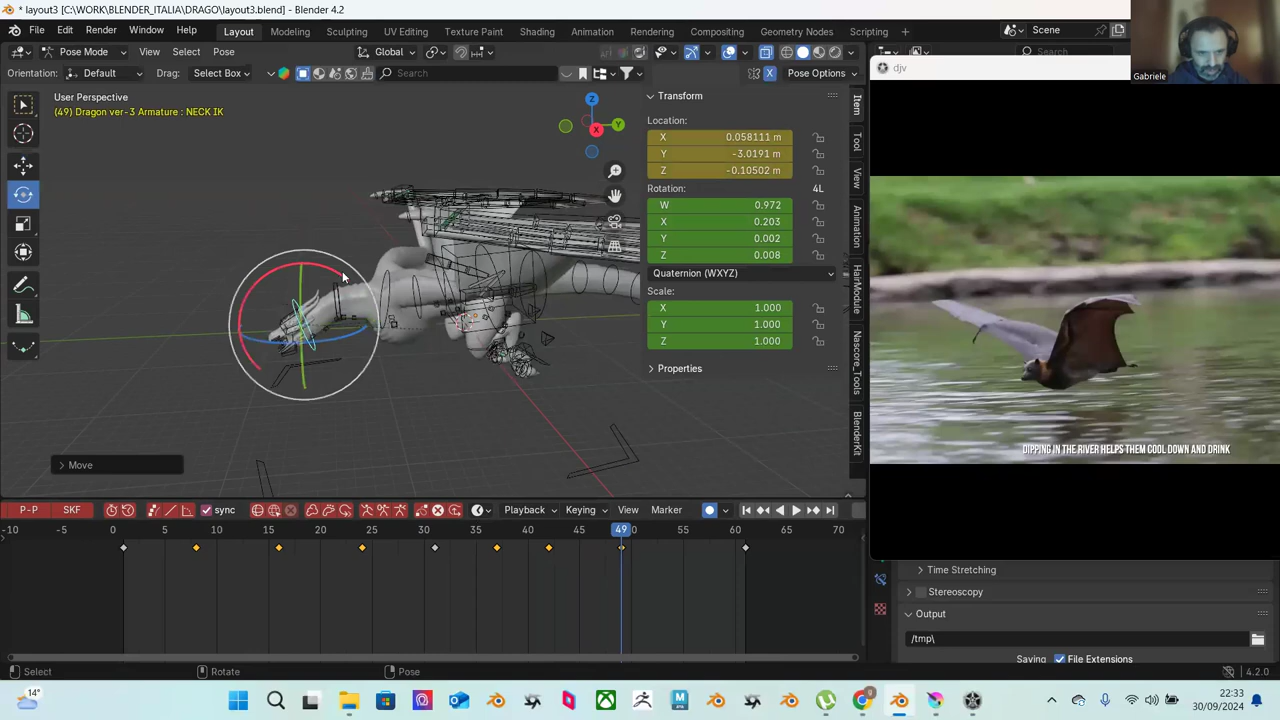 * layout3 [C:\WORK\BLENDER_ITALIA\DRAGO\layout3.blend] - Blender 4.2
File Edit Render Window Help Layout Modeling Sculpting UV Editing Texture Paint Shading Animation Rendering Compositing Geometry Nodes Scripting + Scene
Pose Mode View Select Pose Global
Orientation: Default Drag: Select Box Search X Pose Options
djv
Gabriele
User Perspective
(49) Dragon ver-3 Armature : NECK IK
Z
Y
X
Transform
Location:
X 0.058111 m
Y -3.0191 m
Z -0.10502 m
Rotation: 4L
W 0.972
X 0.203
Y 0.002
Z 0.008
Quaternion (WXYZ)
Scale:
X 1.000
Y 1.000
Z 1.000
Properties
Item
Tool
View
Animation
HairModule
Nascore_Tools
BlenderKit
DIPPING IN THE RIVER HELPS THEM COOL DOWN AND DRINK
Move
P-P SKF sync Playback Keying View Marker
-10 -5 0 5 10 15 20 25 30 35 40 45 49 50 55 60 65 70
Time Stretching
Stereoscopy
Output
/tmp\
Saving File Extensions
Select Rotate Pose 4.2.0
14°
22:33
30/09/2024